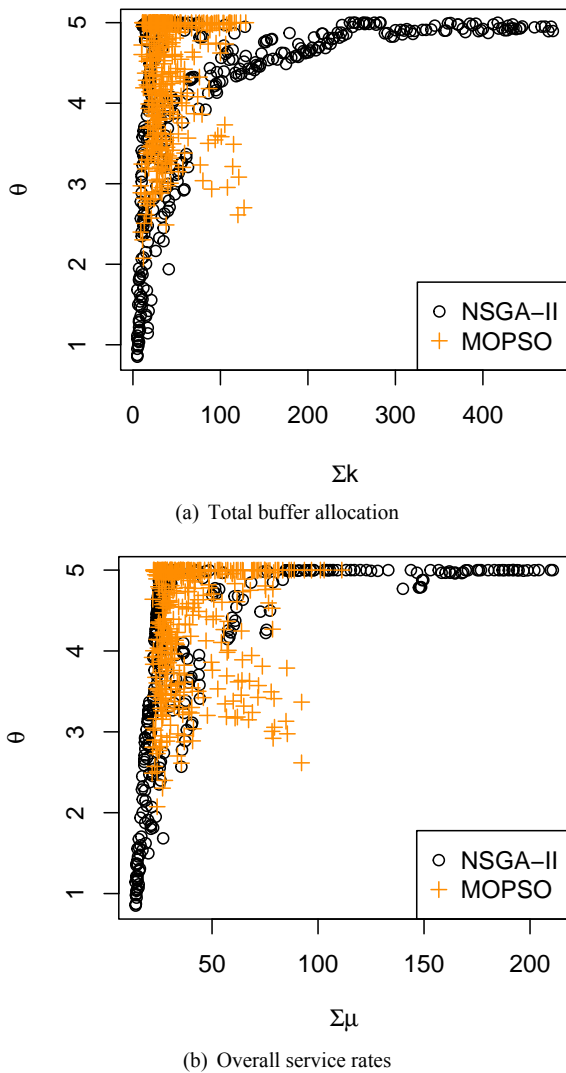 5
4
3
2
1
θ
NSGA−II
MOPSO
0 100 200 300 400
Σk
(a) Total buffer allocation
5
4
3
2
1
θ
NSGA−II
MOPSO
50 100 150 200
Σμ
(b) Overall service rates